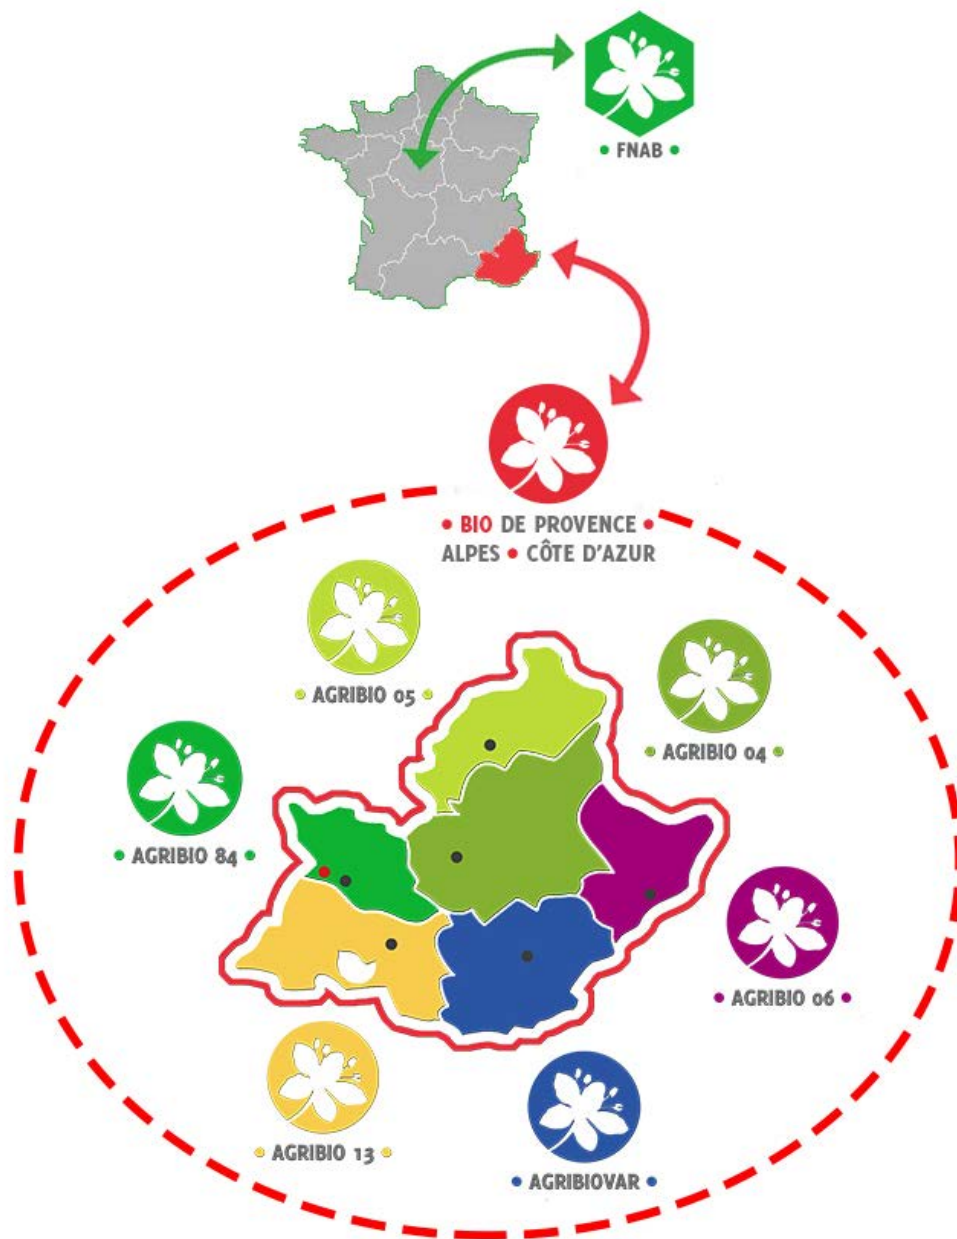 • FNAB •
• BIO DE PROVENCE •
ALPES • CÔTE D'AZUR
• AGRIBIO 05 •
• AGRIBIO 04 •
• AGRIBIO 84 •
• AGRIBIO 06 •
• AGRIBIO 13 •
• AGRIBIOVAR •